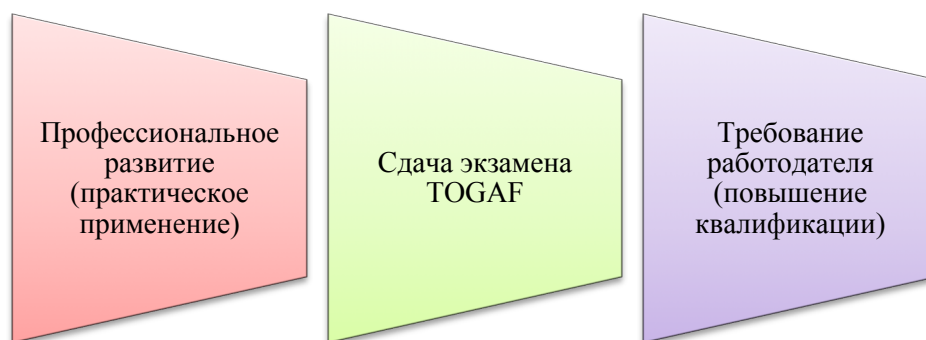 Профессиональное
развитие
(практическое
применение)
Сдача экзамена
TOGAF
Требование
работодателя
(повышение
квалификации)